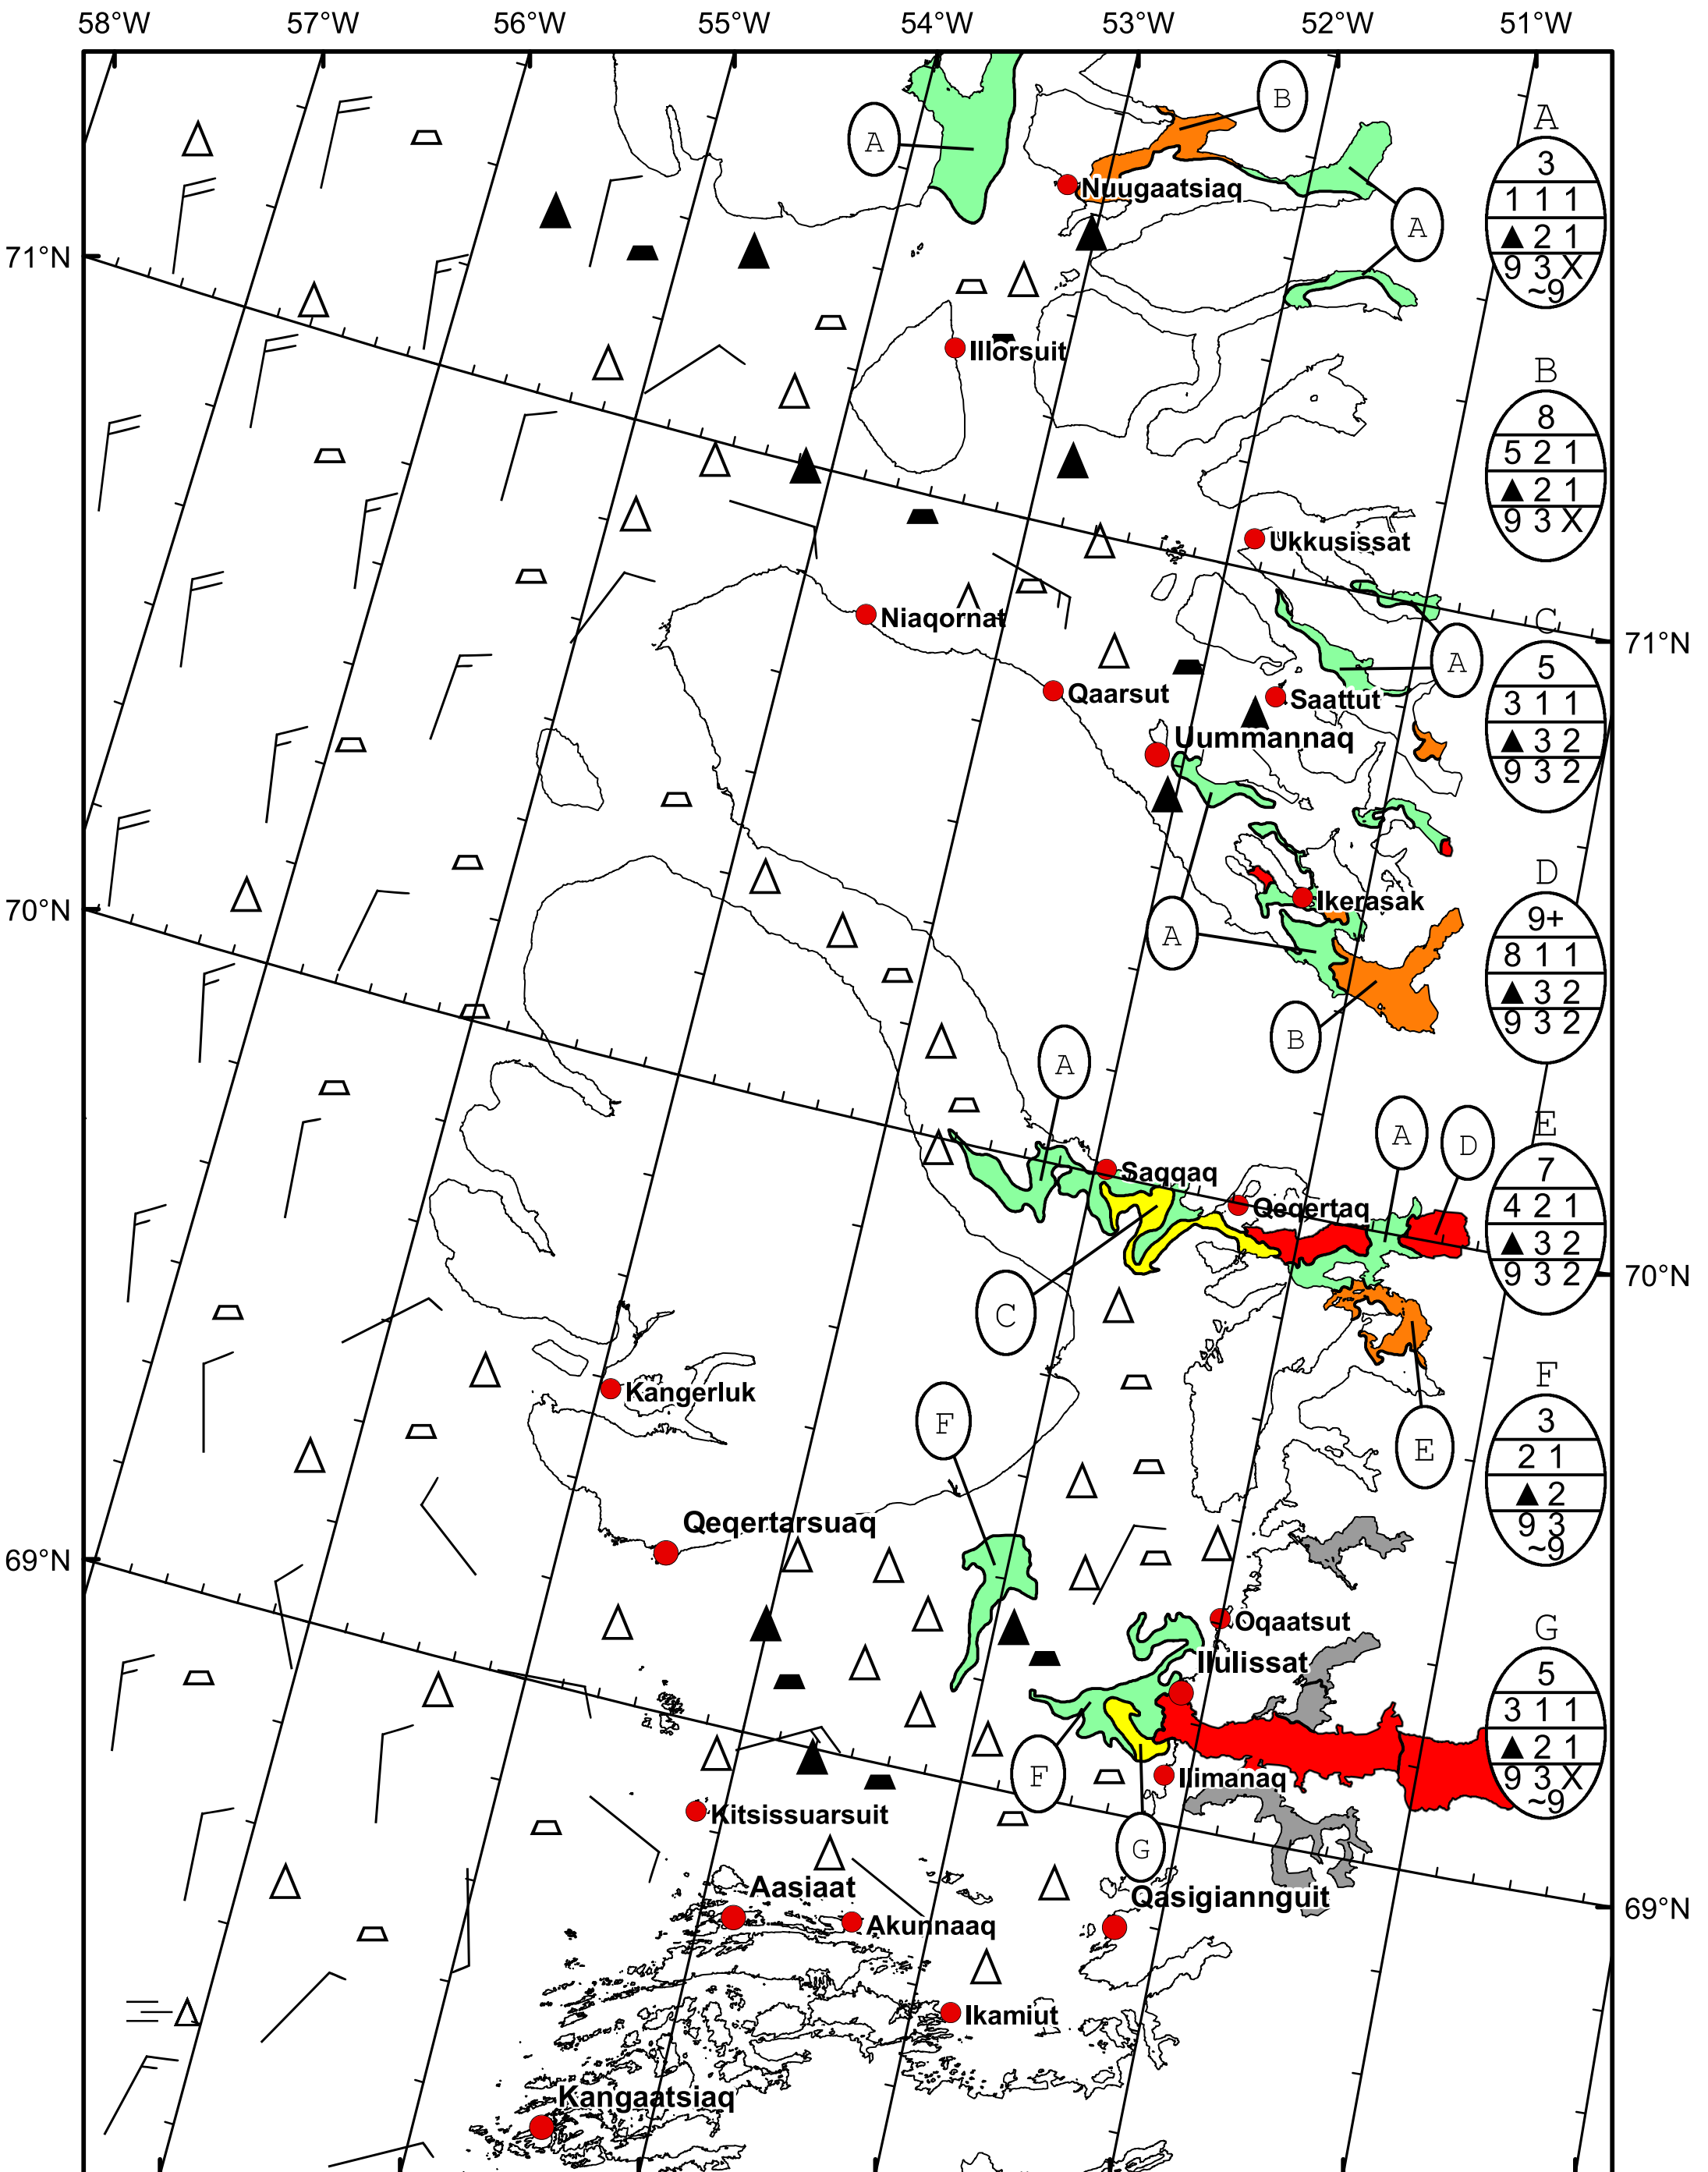 58°W 57°W 56°W 55°W 54°W 53°W 52°W 51°W
B
A
Nuugaatsiaq
A
A
3
1 1 1
▲ 2 1
9 3 X
~9
71°N
Illorsuit
B
8
5 2 1
▲ 2 1
9 3 X
Ukkusissat
Niaqornat
A
71°N
C
5
3 1 1
▲ 3 2
9 3 2
Qaarsut
Saattut
Uummannaq
Ikerasak
70°N
A
B
D
9+
8 1 1
▲ 3 2
9 3 2
A
A
D
Saqqaq
Qeqertaq
E
7
4 2 1
▲ 3 2
9 3 2
70°N
C
Kangerluk
F
E
F
3
2 1
▲ 2
9 3
~9
69°N
Qeqertarsuaq
Oqaatsut
Ilulissat
G
5
3 1 1
▲ 2 1
9 3 X
~9
F
Ilimanaq
Kitsissuarsuit
G
Aasiaat
Qasigiannguit
69°N
Akunnaaq
Ikamiut
Kangaatsiaq